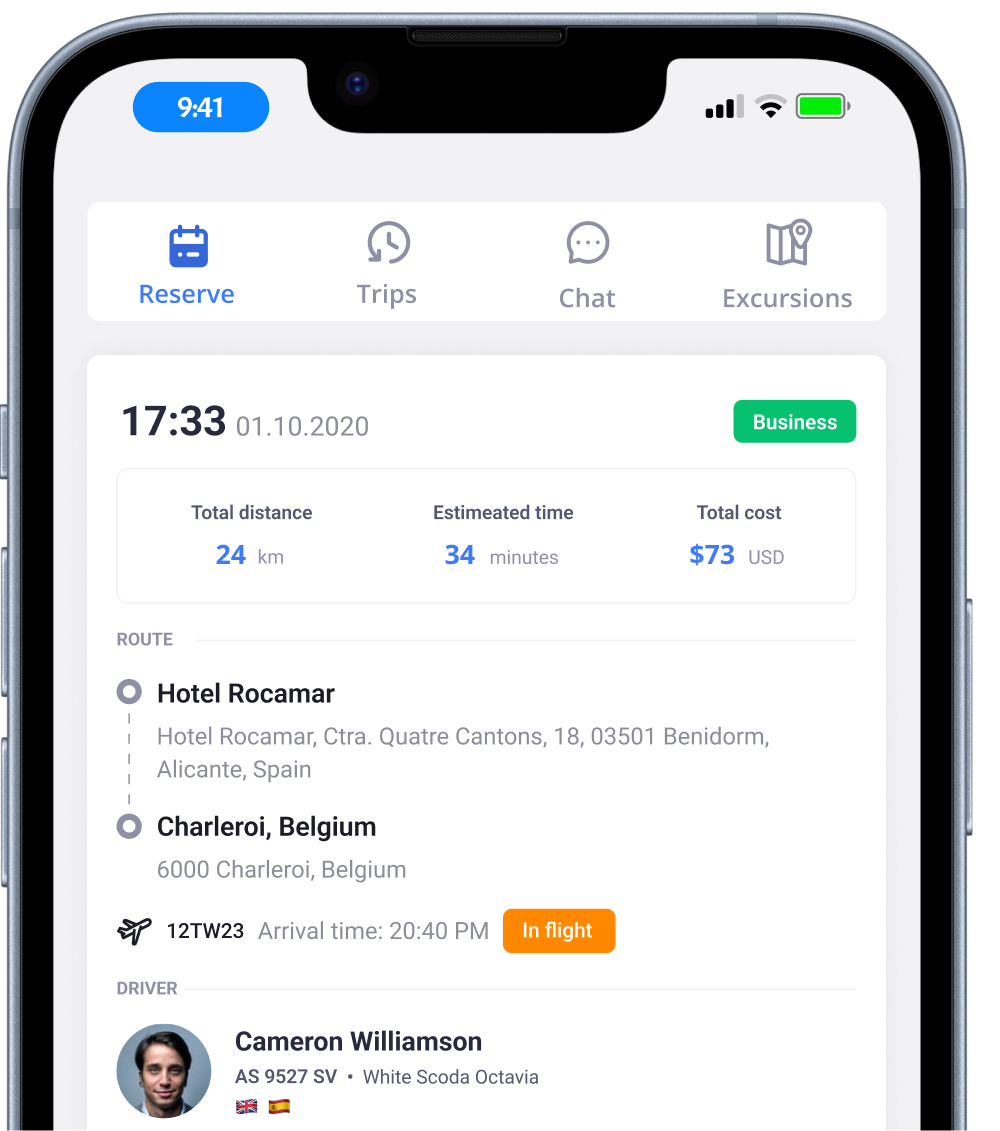 9:41
Reserve Trips Chat Excursions
17:33 01.10.2020 Business
Total distance Estimeated time Total cost
24 km 34 minutes $73 USD
ROUTE
Hotel Rocamar
Hotel Rocamar, Ctra. Quatre Cantons, 18, 03501 Benidorm,
Alicante, Spain
Charleroi, Belgium
6000 Charleroi, Belgium
12TW23 Arrival time: 20:40 PM In flight
DRIVER
Cameron Williamson
AS 9527 SV • White Scoda Octavia